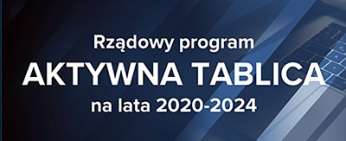 Rządowy program
AKTYWNA TABLICA
na lata 2020-2024